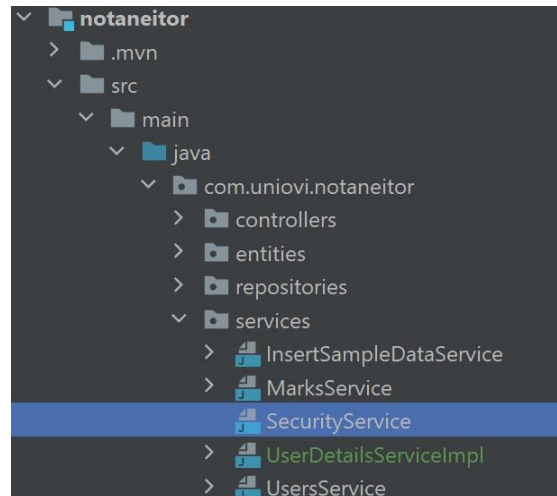 notaneitor
.mvn
src
main
java
com.uniovi.notaneitor
controllers
entities
repositories
services
InsertSampleDataService
MarksService
SecurityService
UserDetailsServiceImpl
UsersService